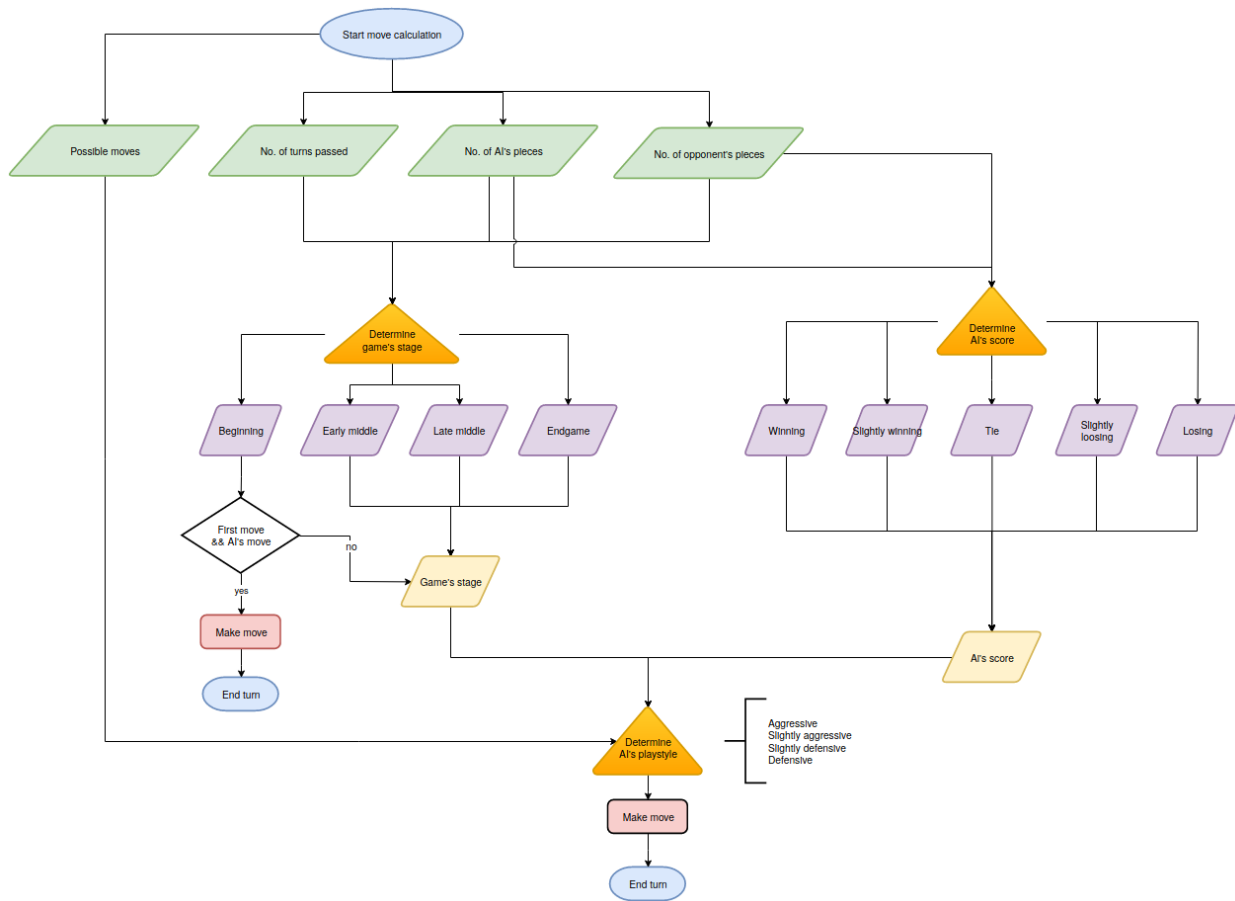 Start move calculation
Possible moves
No. of turns passed
No. of AI's pieces
No. of opponent's pieces
Determine
game's stage
Determine
AI's score
Beginning
Early middle
Late middle
Endgame
Winning
Slightly winning
Tie
Slightly
loosing
Losing
First move
&& AI's move
no
yes
Game's stage
Make move
AI's score
End turn
Determine
AI's playstyle
Aggressive
Slightly aggressive
Slightly defensive
Defensive
Make move
End turn